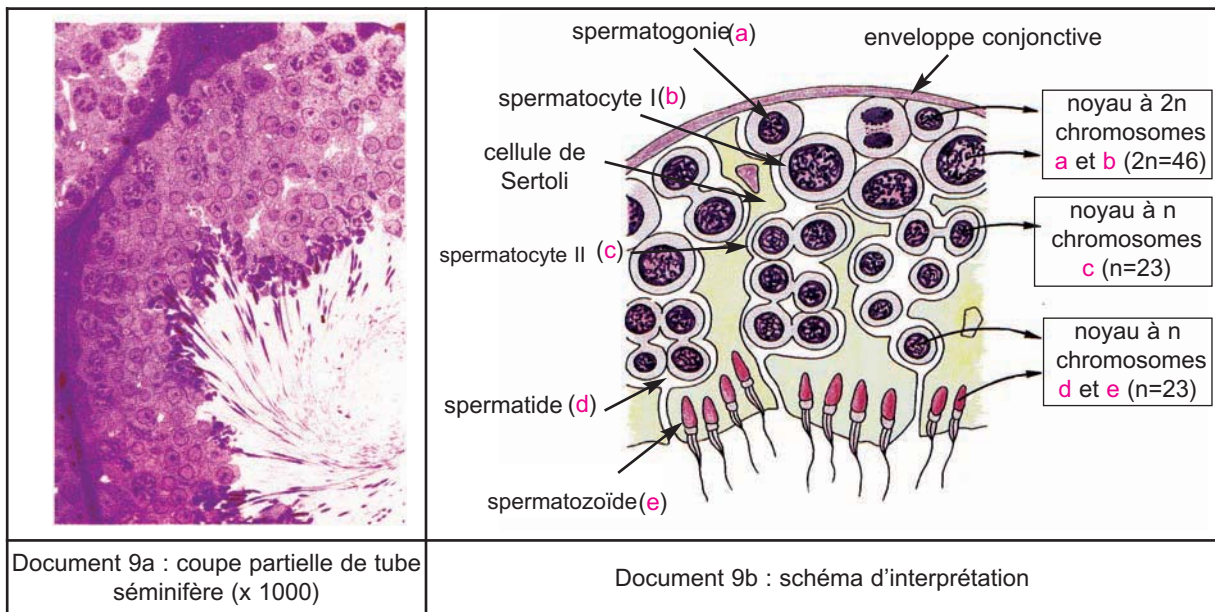 spermatogonie(a)
enveloppe conjonctive
spermatocyte I(b)
cellule de
Sertoli
spermatocyte II (c)
spermatide (d)
spermatozoïde(e)
noyau à 2n
chromosomes
a et b (2n=46)
noyau à n
chromosomes
c (n=23)
noyau à n
chromosomes
d et e (n=23)
Document 9a : coupe partielle de tube
séminifère (x 1000)
Document 9b : schéma d'interprétation